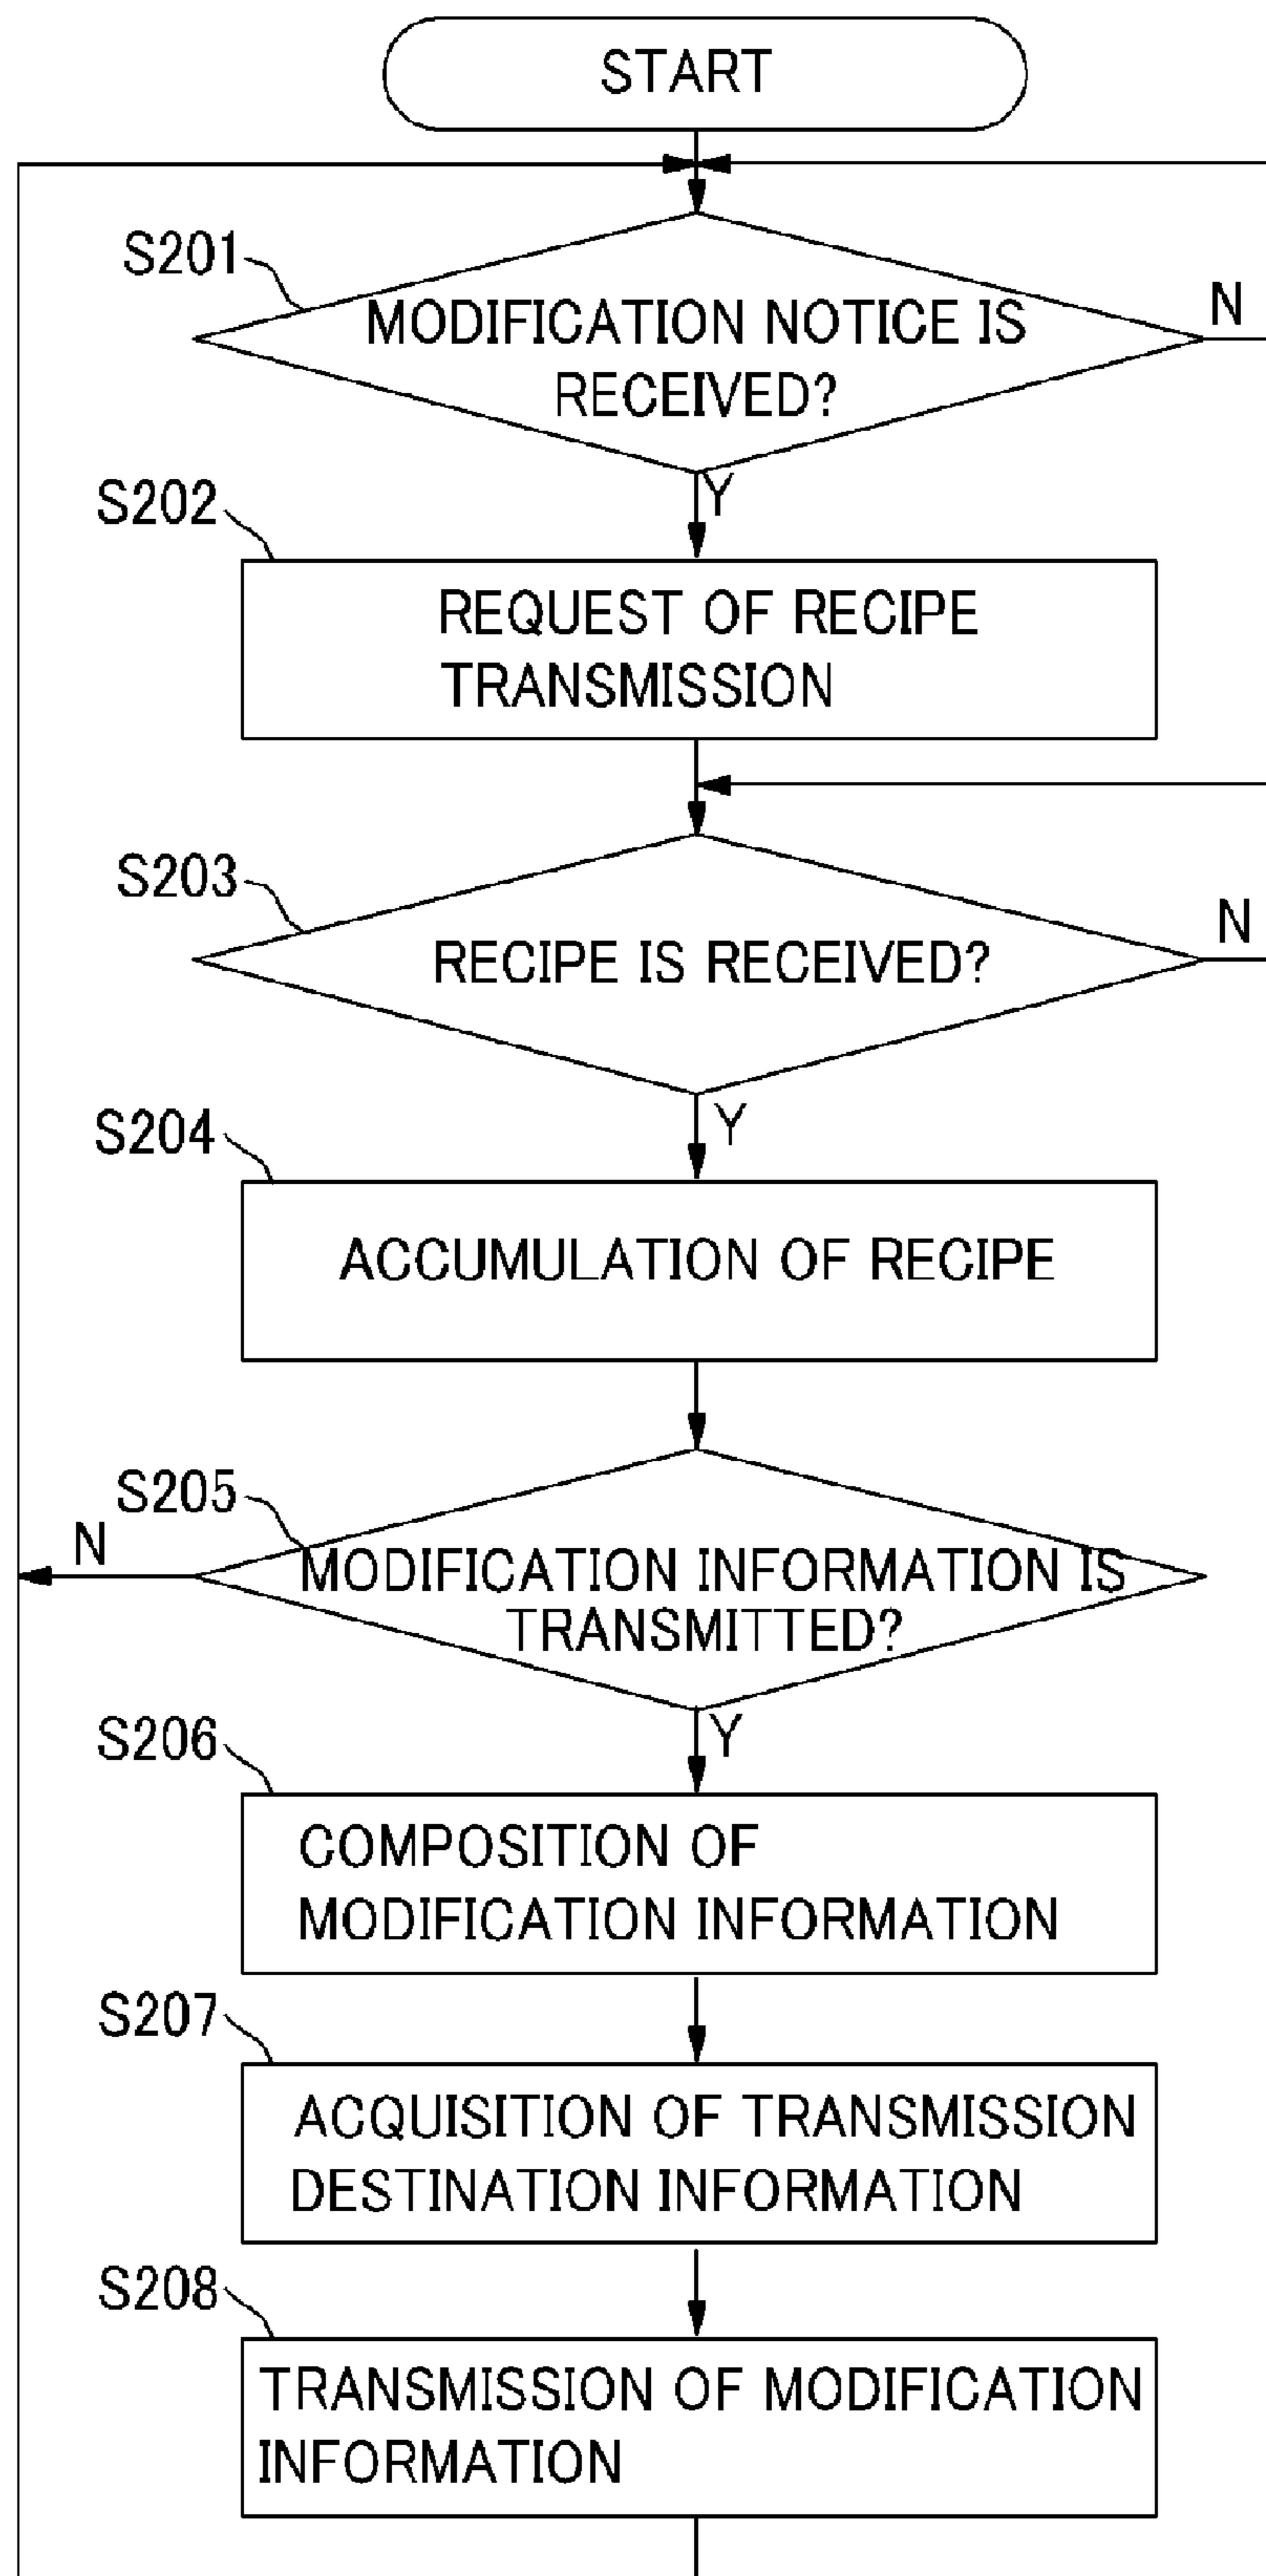 START
S201
MODIFICATION NOTICE IS
RECEIVED?
N
Y
S202
REQUEST OF RECIPE
TRANSMISSION
S203
RECIPE IS RECEIVED?
N
Y
S204
ACCUMULATION OF RECIPE
S205
N
MODIFICATION INFORMATION IS
TRANSMITTED?
Y
S206
COMPOSITION OF
MODIFICATION INFORMATION
S207
ACQUISITION OF TRANSMISSION
DESTINATION INFORMATION
S208
TRANSMISSION OF MODIFICATION
INFORMATION